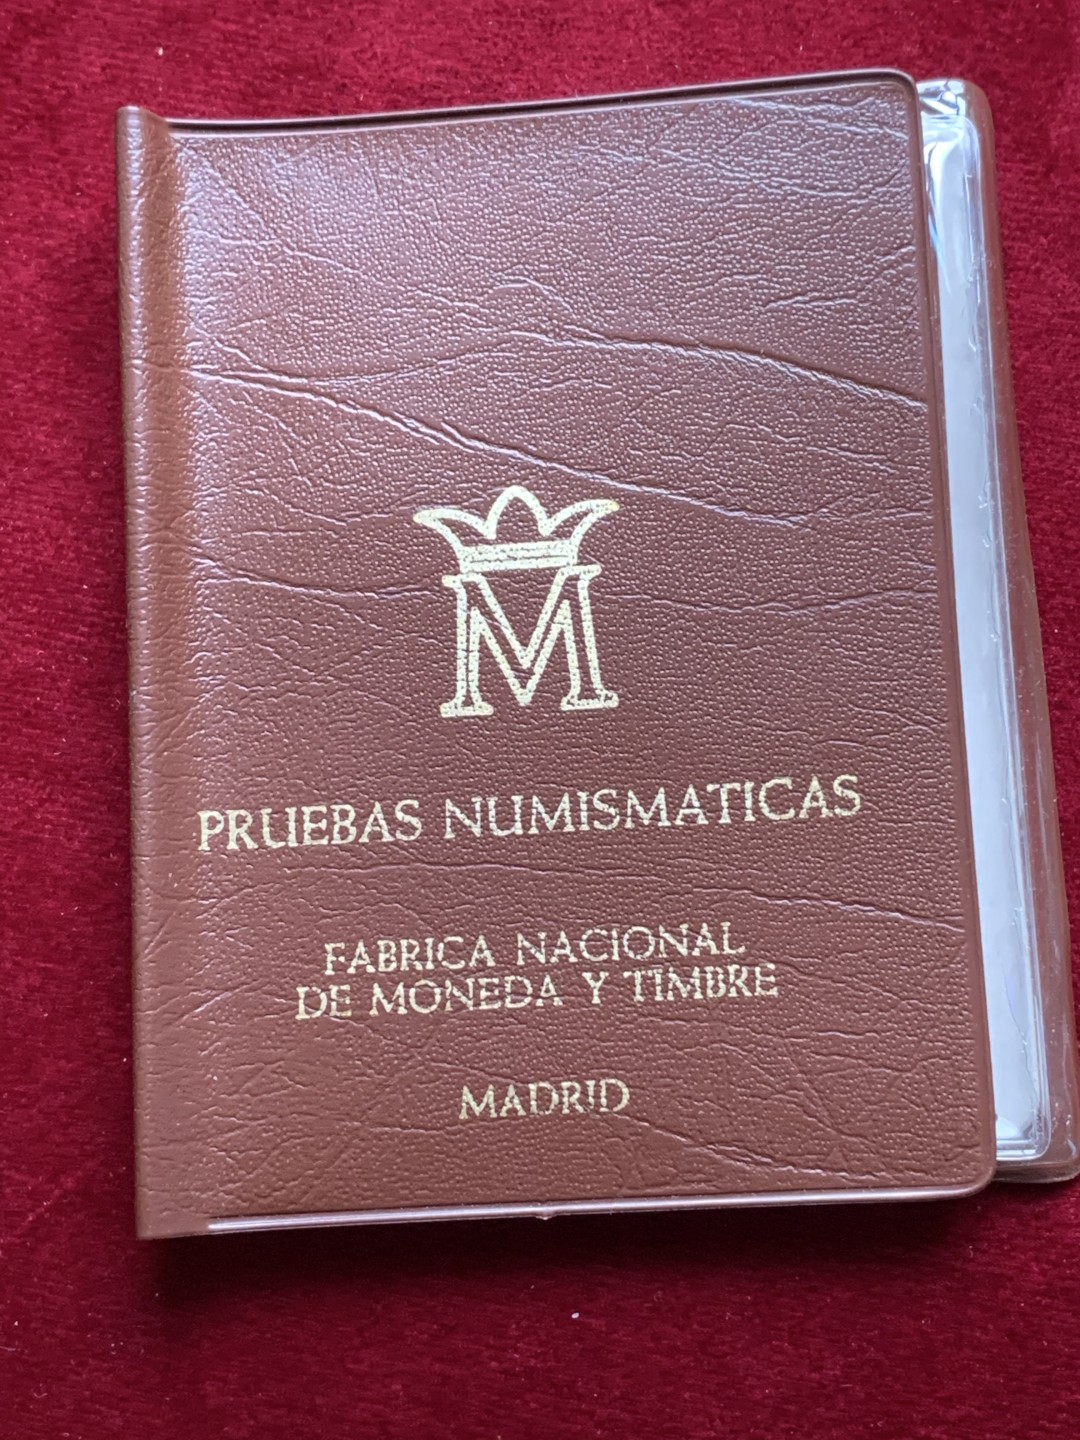 M
PRUEBAS NUMISMATICAS
FABRICA NACIONAL
DE MONEDA Y TIMBRE
MADRID